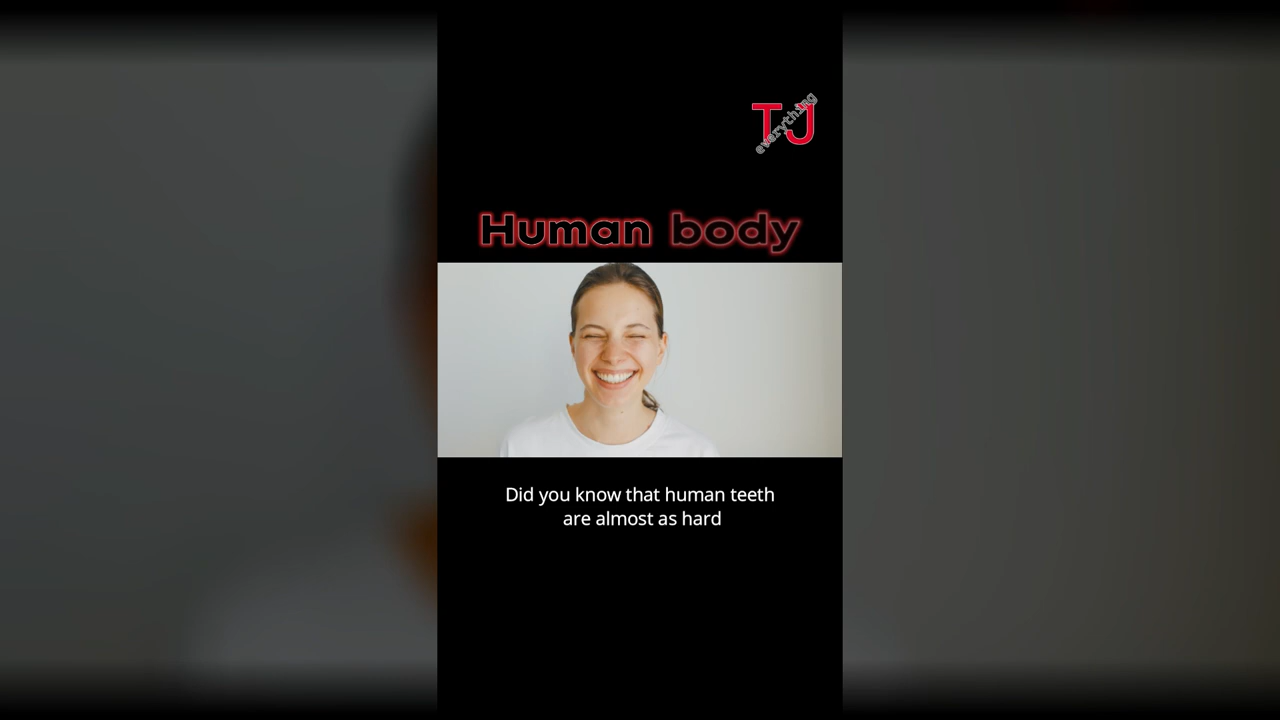 TJ
everything
Human body
Did you know that human teeth
are almost as hard